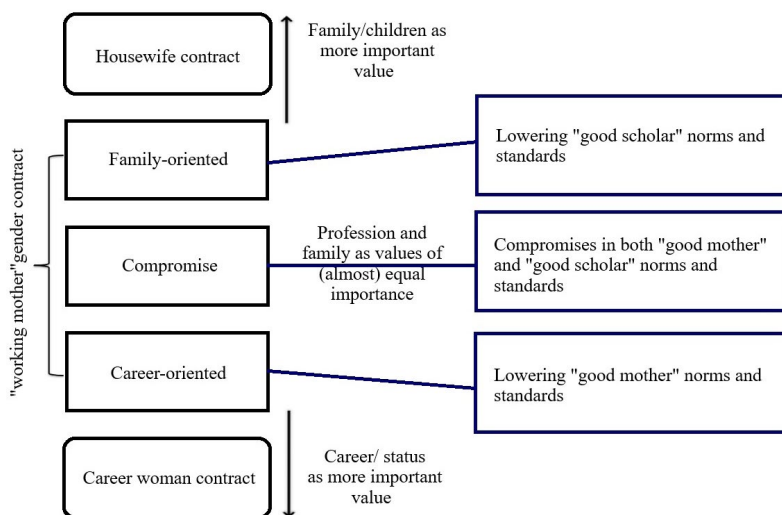 Housewife contract
Family/children as
more important
value
"working mother"gender contract
Family-oriented
Lowering "good scholar" norms and
standards
Compromise
Profession and
family as values of
(almost) equal
importance
Compromises in both "good mother"
and "good scholar" norms and
standards
Career-oriented
Lowering "good mother" norms and
standards
Career woman contract
Career/ status
as more important
value